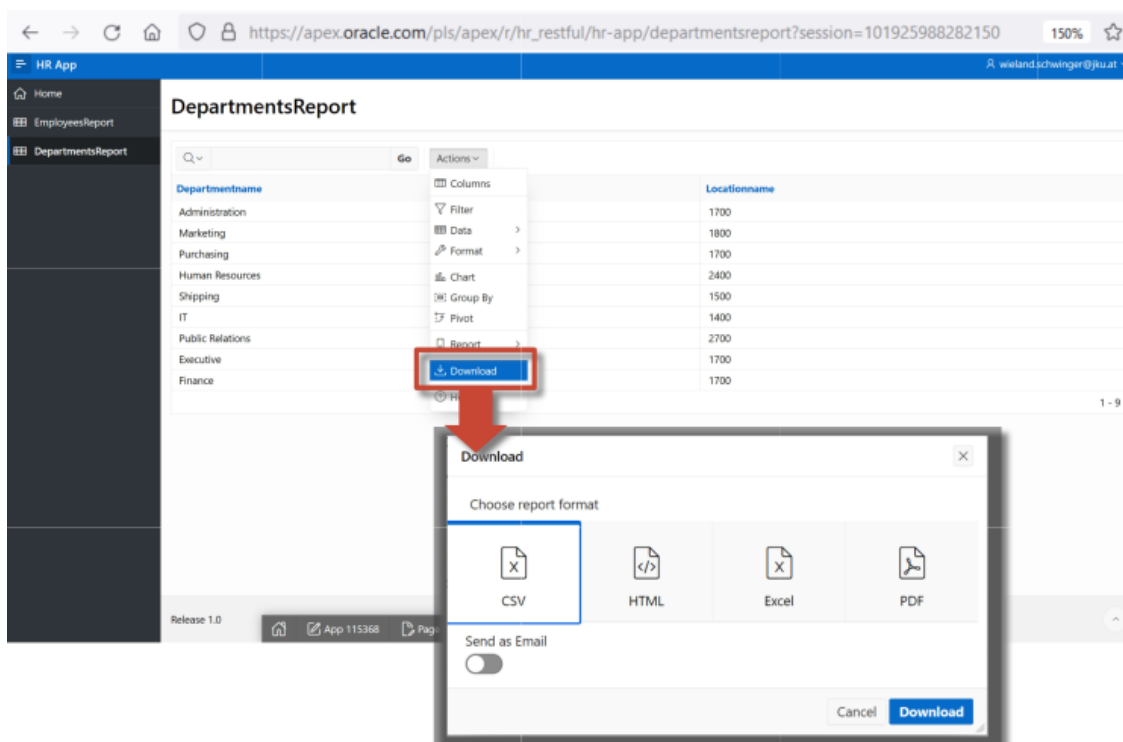 https://apex.oracle.com/pls/apex/r/hr_restful/hr-app/departmentsreport?session=101925988282150 150%
HR App wieland.schwinger@jku.at
Home
EmployeesReport
DepartmentsReport
DepartmentsReport
Go Actions
Departmentname Locationname
Administration 1700
Marketing 1800
Purchasing 1700
Human Resources 2400
Shipping 1500
IT 1400
Public Relations 2700
Executive 1700
Finance 1700
1 - 9
Columns
Filter
Data
Format
Chart
Group By
Pivot
Report
Download
Download
Choose report format
CSV HTML Excel PDF
Send as Email
Cancel Download
Release 1.0
App 115368 Page